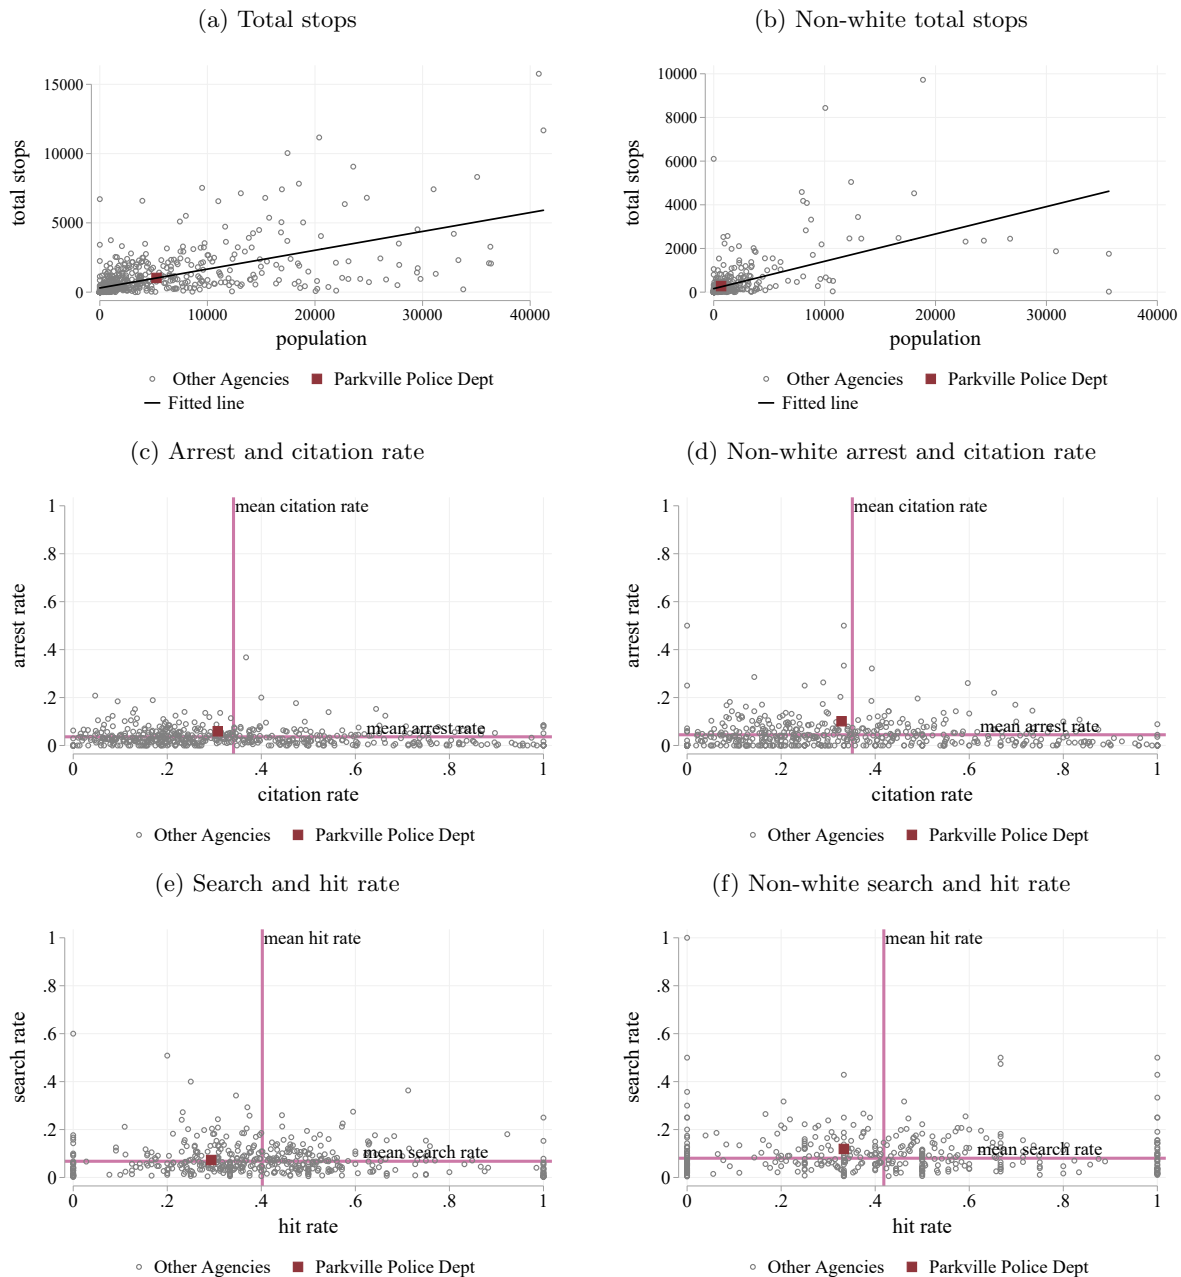 (a) Total stops
(b) Non-white total stops
total stops
15000
10000
5000
0
0 10000 20000 30000 40000
population
Other Agencies Parkville Police Dept
Fitted line
total stops
10000
8000
6000
4000
2000
0
0 10000 20000 30000 40000
population
Other Agencies Parkville Police Dept
Fitted line
(c) Arrest and citation rate
(d) Non-white arrest and citation rate
arrest rate
1
.8
.6
.4
.2
0
mean citation rate
mean arrest rate
0 .2 .4 .6 .8 1
citation rate
Other Agencies Parkville Police Dept
arrest rate
1
.8
.6
.4
.2
0
mean citation rate
mean arrest rate
0 .2 .4 .6 .8 1
citation rate
Other Agencies Parkville Police Dept
(e) Search and hit rate
(f) Non-white search and hit rate
search rate
1
.8
.6
.4
.2
0
mean hit rate
mean search rate
0 .2 .4 .6 .8 1
hit rate
Other Agencies Parkville Police Dept
search rate
1
.8
.6
.4
.2
0
mean hit rate
mean search rate
0 .2 .4 .6 .8 1
hit rate
Other Agencies Parkville Police Dept